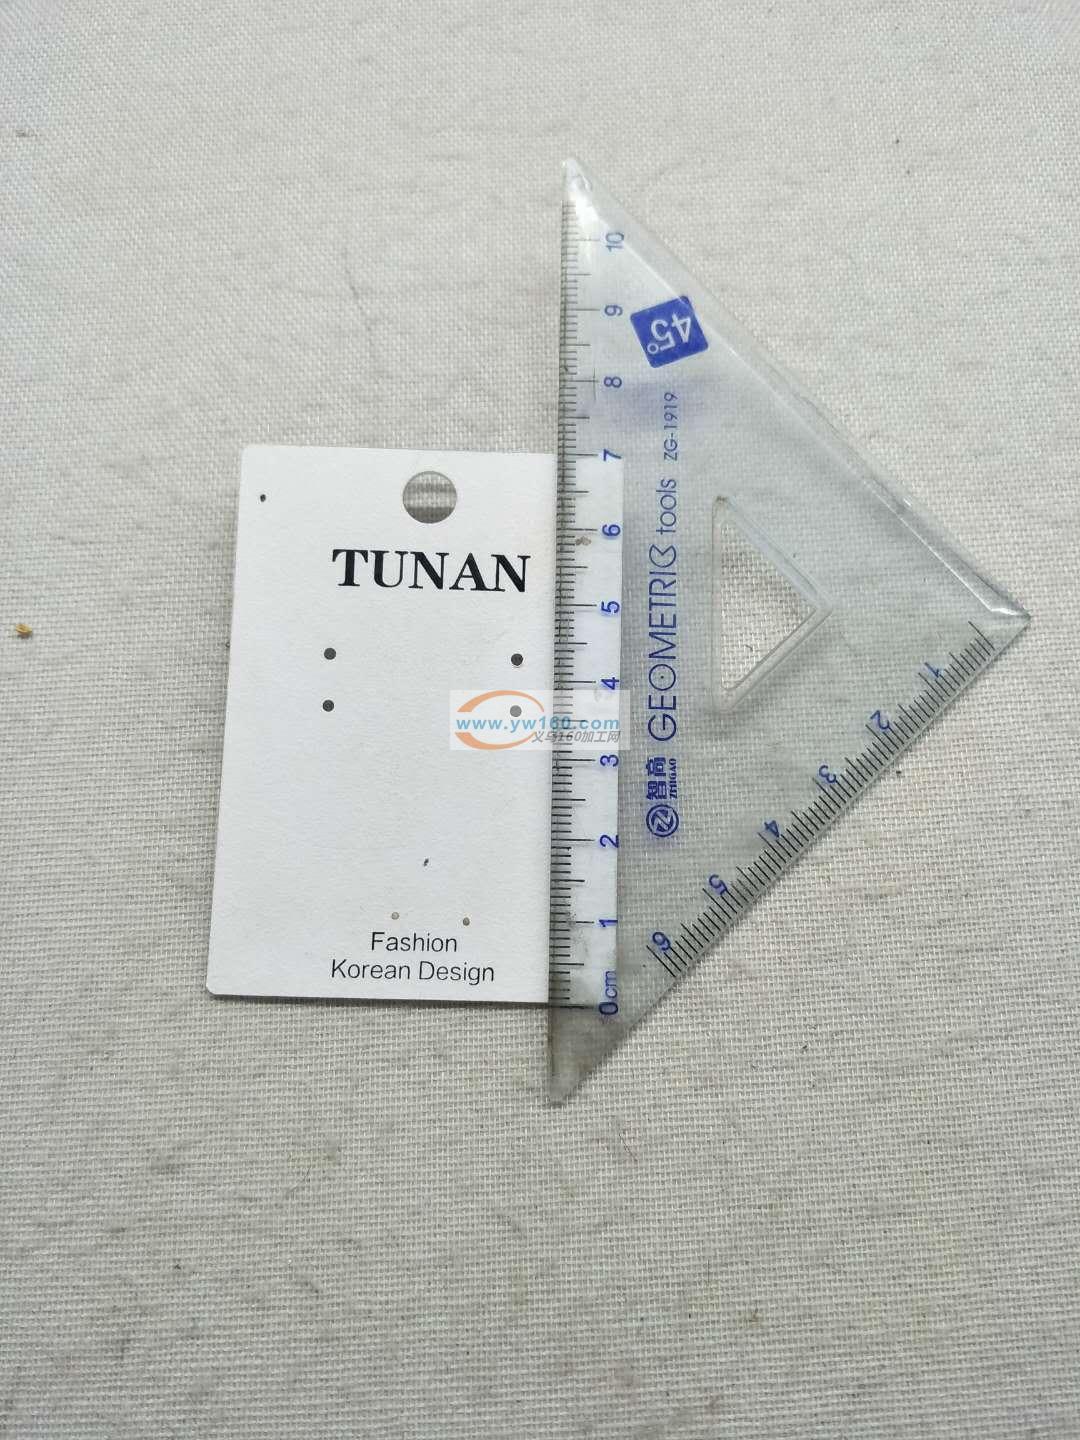 TUNAN
Fashion
Korean Design
www.yw160.com
义乌160加工网
10
9
8
7
6
5
4
3
2
1
0cm
45°
智高 ZHIGAO GEOMETRIC tools ZG-1919
1
2
3
4
5
6